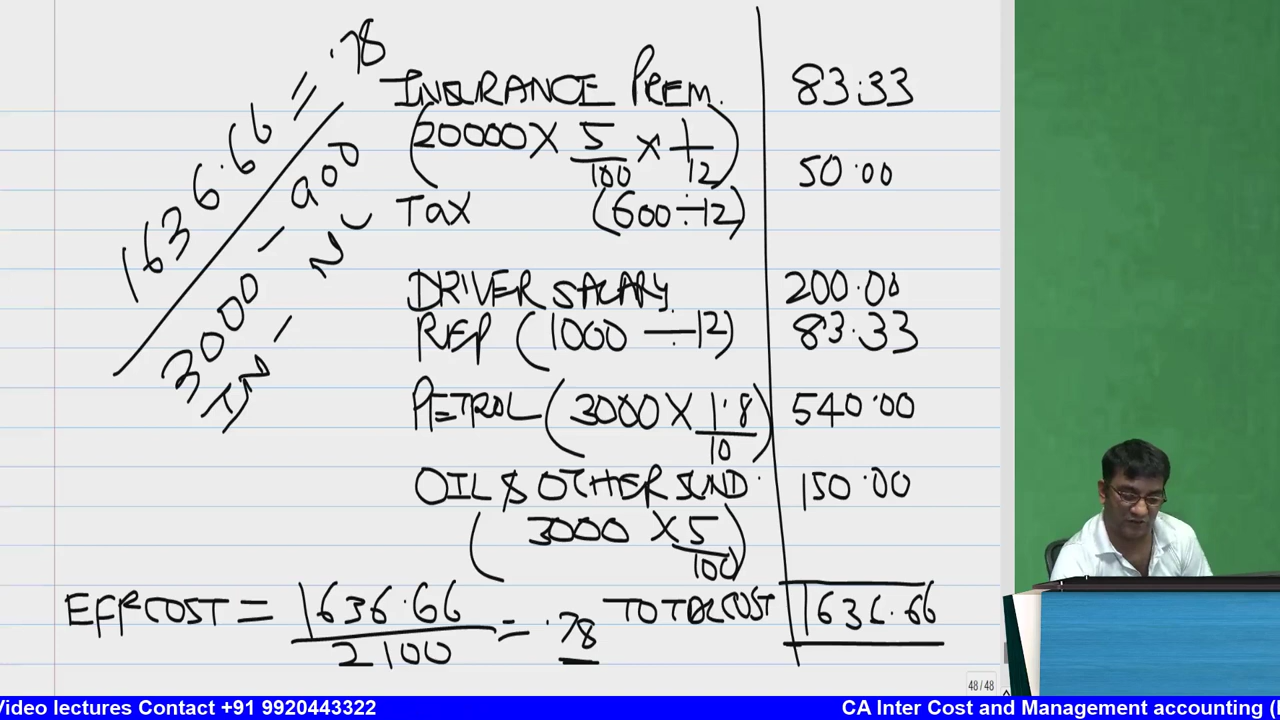 INSURANCE PREM. 83.33
(20000 X 5/100 X 1/12)
50.00
TAX (600 ÷ 12)
DRIVER SALARY 200.00
REP (1000 ÷ 12) 83.33
PETROL (3000 X 1.8/10) 540.00
OIL & OTHER SUND. 150.00
(3000 X 5/100)
TOTAL COST 1636.66
EFF COST = 1636.66/2100 = .78
1636.66 = .78
3000 - 900
48/48
Video lectures Contact +91 9920443322
CA Inter Cost and Management accounting (